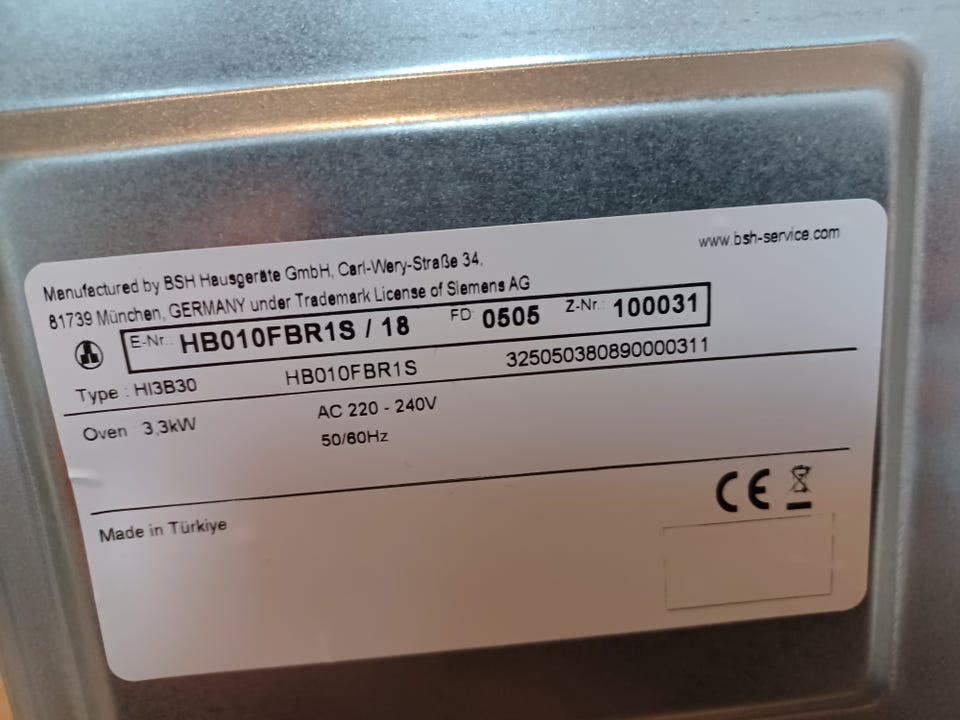 www.bsh-service.com
Manufactured by BSH Hausgeräte GmbH, Carl-Wery-Straße 34,
81739 München, GERMANY under Trademark License of Siemens AG
E-Nr.: HB010FBR1S / 18 FD 0505 Z-Nr.: 100031
Type : HI3B30 HB010FBR1S 325050380890000311
Oven : 3,3kW AC 220 - 240V
50/60Hz
CE
Made in Türkiye